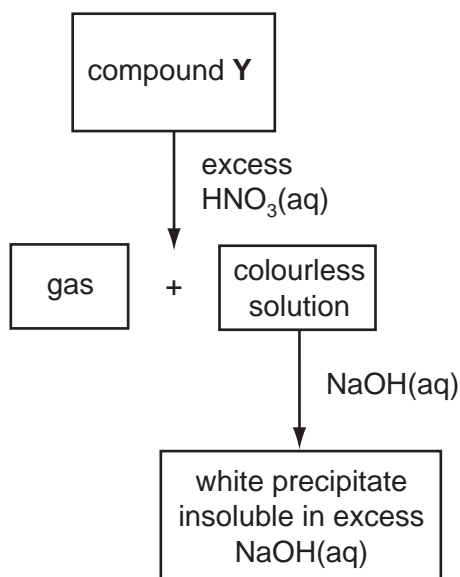 compound Y
excess
HNO₃(aq)
gas
+
colourless
solution
NaOH(aq)
white precipitate
insoluble in excess
NaOH(aq)